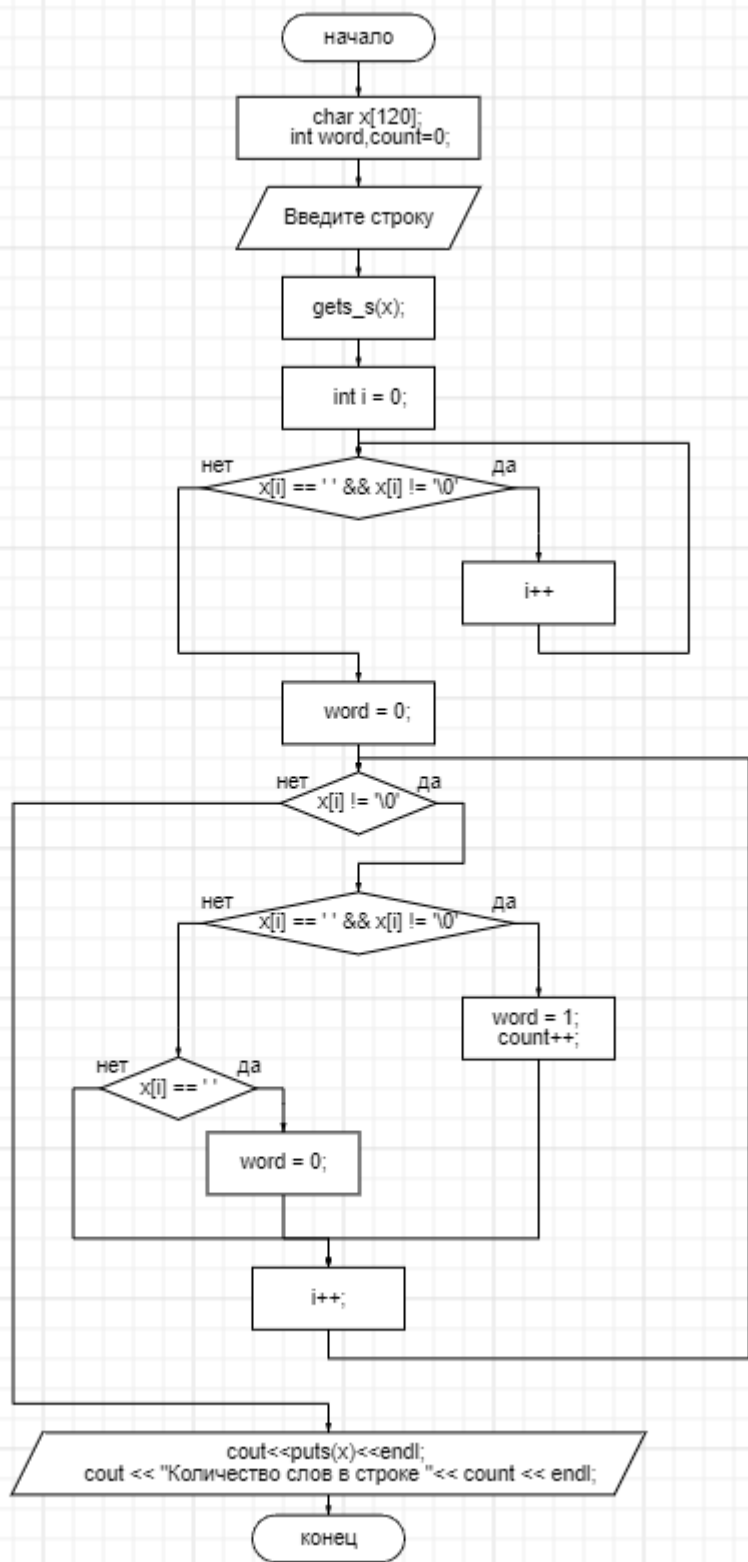 начало
char x[120];
int word,count=0;
Введите строку
gets_s(x);
int i = 0;
нет
да
x[i] == ' ' && x[i] != '\0'
i++
word = 0;
нет
да
x[i] != '\0'
нет
да
x[i] == ' ' && x[i] != '\0'
word = 1;
count++;
нет
да
x[i] == ' '
word = 0;
i++;
cout<<puts(x)<<endl;
cout << "Количество слов в строке "<< count << endl;
конец